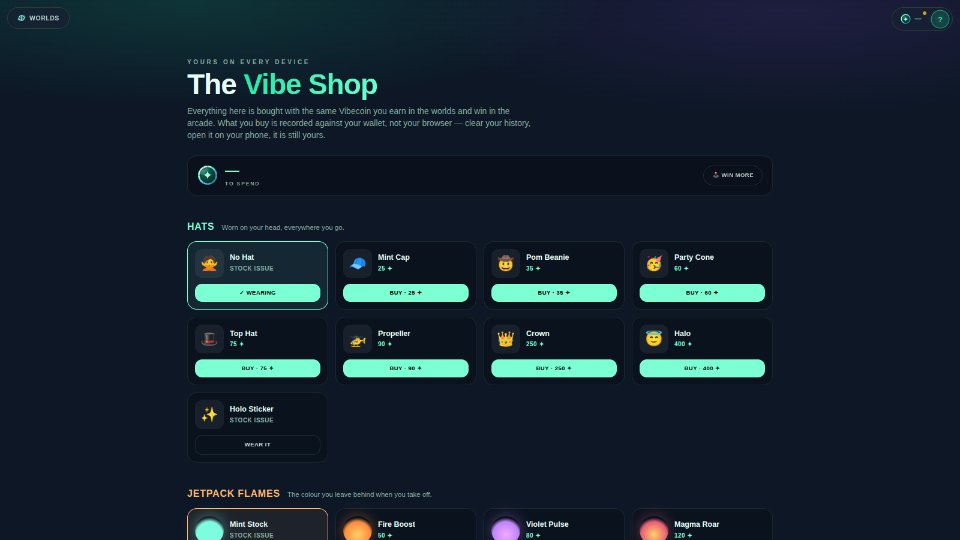 WORLDS
?
YOURS ON EVERY DEVICE
The Vibe Shop
Everything here is bought with the same Vibecoin you earn in the worlds and win in the
arcade. What you buy is recorded against your wallet, not your browser — clear your history,
open it on your phone, it is still yours.
—
TO SPEND
WIN MORE
HATS Worn on your head, everywhere you go.
No Hat
STOCK ISSUE
✓ WEARING
Mint Cap
25 ✦
BUY · 25 ✦
Pom Beanie
35 ✦
BUY · 35 ✦
Party Cone
60 ✦
BUY · 60 ✦
Top Hat
75 ✦
BUY · 75 ✦
Propeller
90 ✦
BUY · 90 ✦
Crown
250 ✦
BUY · 250 ✦
Halo
400 ✦
BUY · 400 ✦
Holo Sticker
STOCK ISSUE
WEAR IT
JETPACK FLAMES The colour you leave behind when you take off.
Mint Stock
STOCK ISSUE
Fire Boost
50 ✦
Violet Pulse
80 ✦
Magma Roar
120 ✦